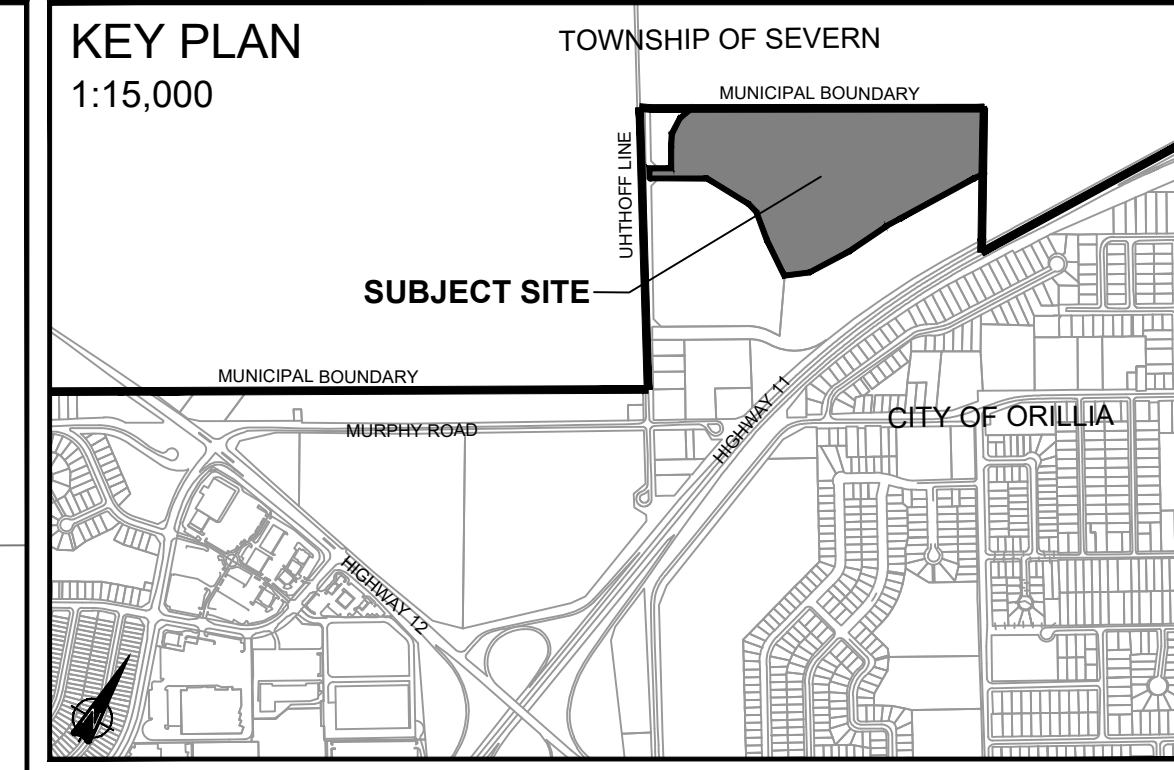 KEY PLAN
1:15,000
TOWNSHIP OF SEVERN
MUNICIPAL BOUNDARY
UHTHOFF LINE
SUBJECT SITE
MUNICIPAL BOUNDARY
MURPHY ROAD
HIGHWAY 11
CITY OF ORILLIA
HIGHWAY 12
N